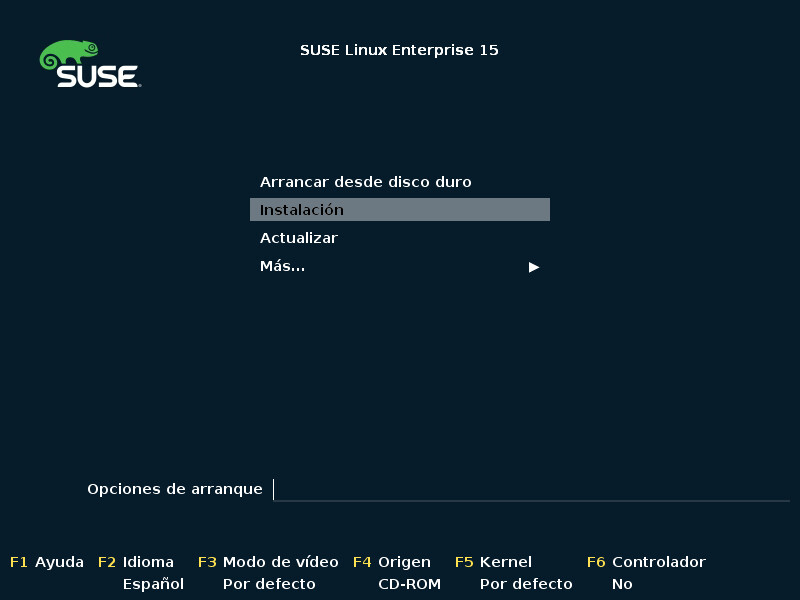 SUSE Linux Enterprise 15
SUSE
Arrancar desde disco duro
Instalación
Actualizar
Más...
Opciones de arranque
F1 Ayuda F2 Idioma F3 Modo de vídeo F4 Origen F5 Kernel F6 Controlador
Español Por defecto CD-ROM Por defecto No